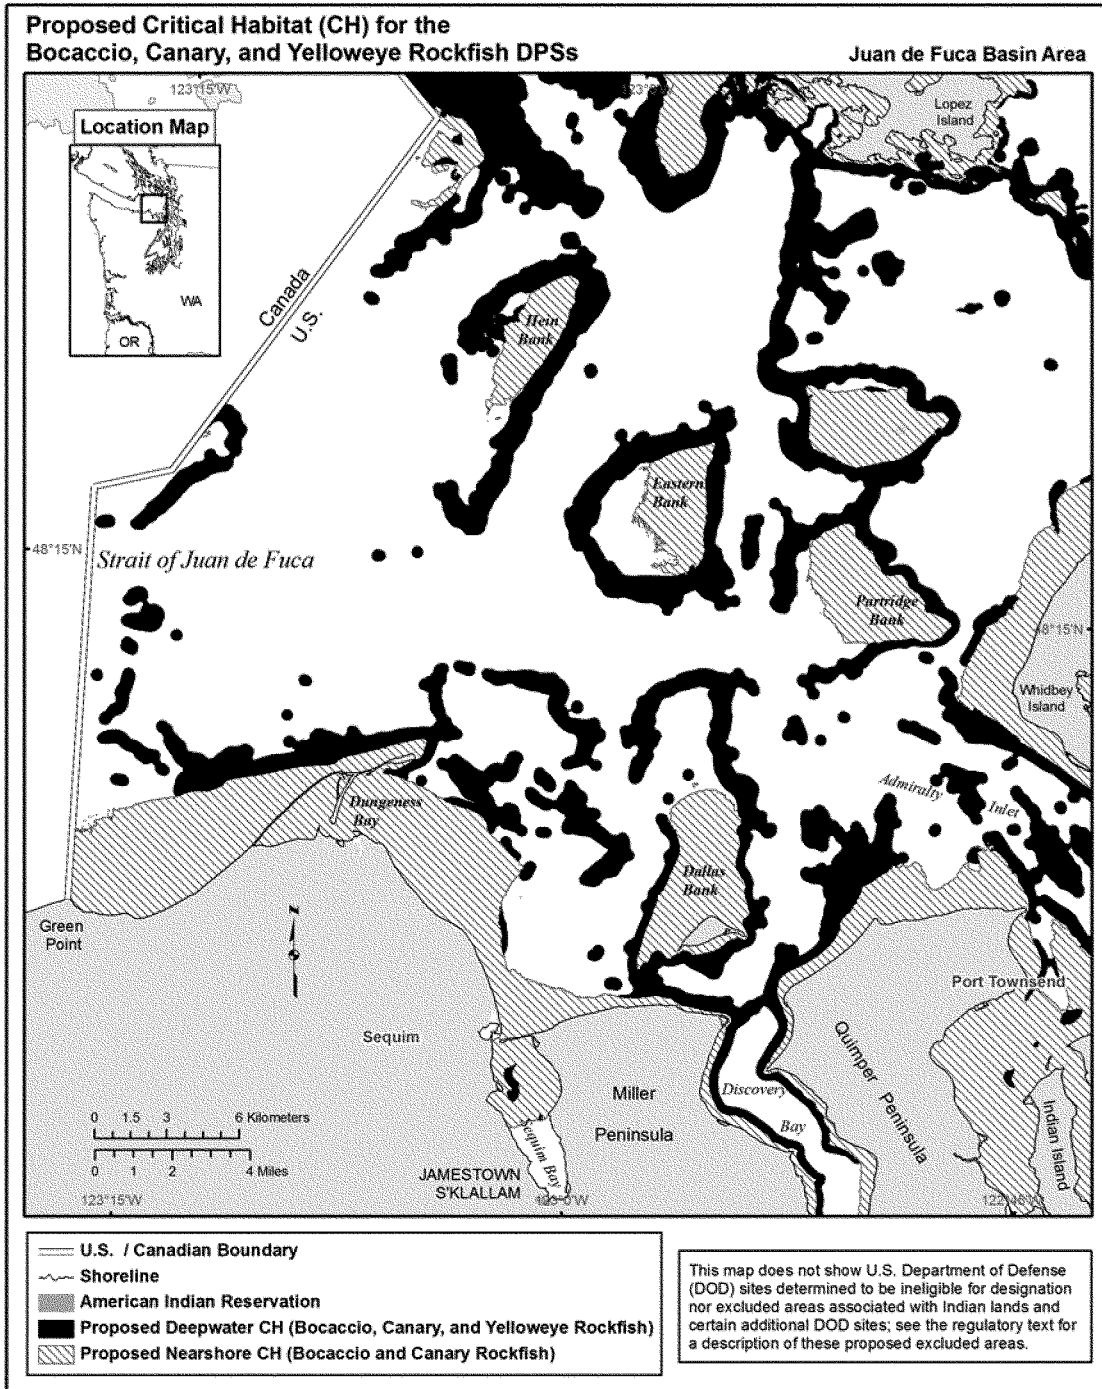 Proposed Critical Habitat (CH) for the
Bocaccio, Canary, and Yelloweye Rockfish DPSs
Juan de Fuca Basin Area
123°15'W
Location Map
WA
OR
Canada
U.S.
Lopez
Island
Hein
Bank
Eastern
Bank
48°15'N
Strait of Juan de Fuca
Partridge
Bank
48°15'N
Whidbey
Island
Admiralty
Inlet
Dungeness
Bay
Dallas
Bank
Green
Point
N
Port Townsend
Sequim
Quimper Peninsula
Miller
Peninsula
Discovery
Bay
Indian Island
Sequim Bay
0 1.5 3 6 Kilometers
0 1 2 4 Miles
JAMESTOWN
S'KLALLAM
123°15'W
U.S. / Canadian Boundary
Shoreline
American Indian Reservation
Proposed Deepwater CH (Bocaccio, Canary, and Yelloweye Rockfish)
Proposed Nearshore CH (Bocaccio and Canary Rockfish)
This map does not show U.S. Department of Defense
(DOD) sites determined to be ineligible for designation
nor excluded areas associated with Indian lands and
certain additional DOD sites; see the regulatory text for
a description of these proposed excluded areas.